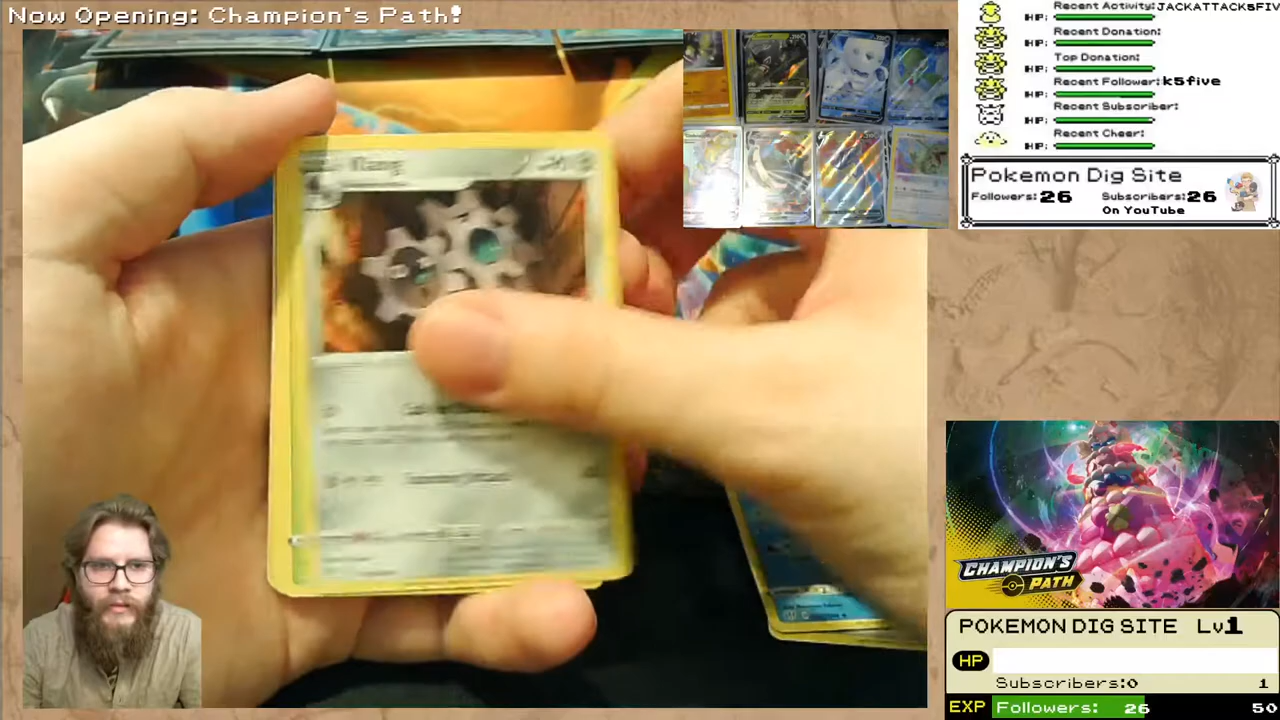 Now Opening: Champion's Path!
Recent Activity:JACKATTACK5FIV
HP:
Recent Donation:
HP:
Top Donation:
HP:
Recent Follower:k5five
HP:
Recent Subscriber:
HP:
Recent Cheer:
HP:
Pokemon Dig Site
Followers:26 Subscribers:26
On YouTube
Klang
CHAMPION'S
PATH
POKEMON DIG SITE Lv1
HP
Subscribers:0 1
EXP Followers: 26 50